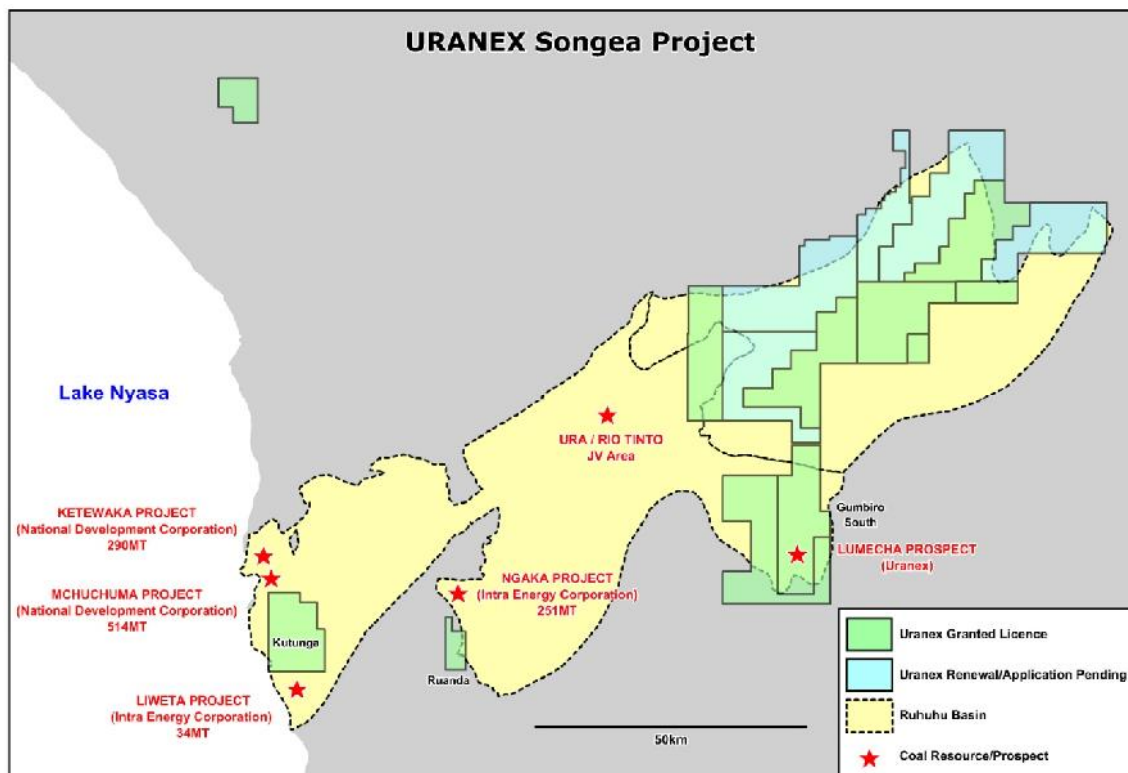 URANEX Songea Project
Lake Nyasa
URA / RIO TINTO
JV Area
KETEWAKA PROJECT
(National Development Corporation)
290MT
Gumbiro
South
LUMECHA PROSPECT
(Uranex)
MCHUCHUMA PROJECT
(National Development Corporation)
514MT
NGAKA PROJECT
(Intra Energy Corporation)
251MT
Kutunga
Ruanda
LIWETA PROJECT
(Intra Energy Corporation)
34MT
50km
Uranex Granted Licence
Uranex Renewal/Application Pending
Ruhuhu Basin
Coal Resource/Prospect